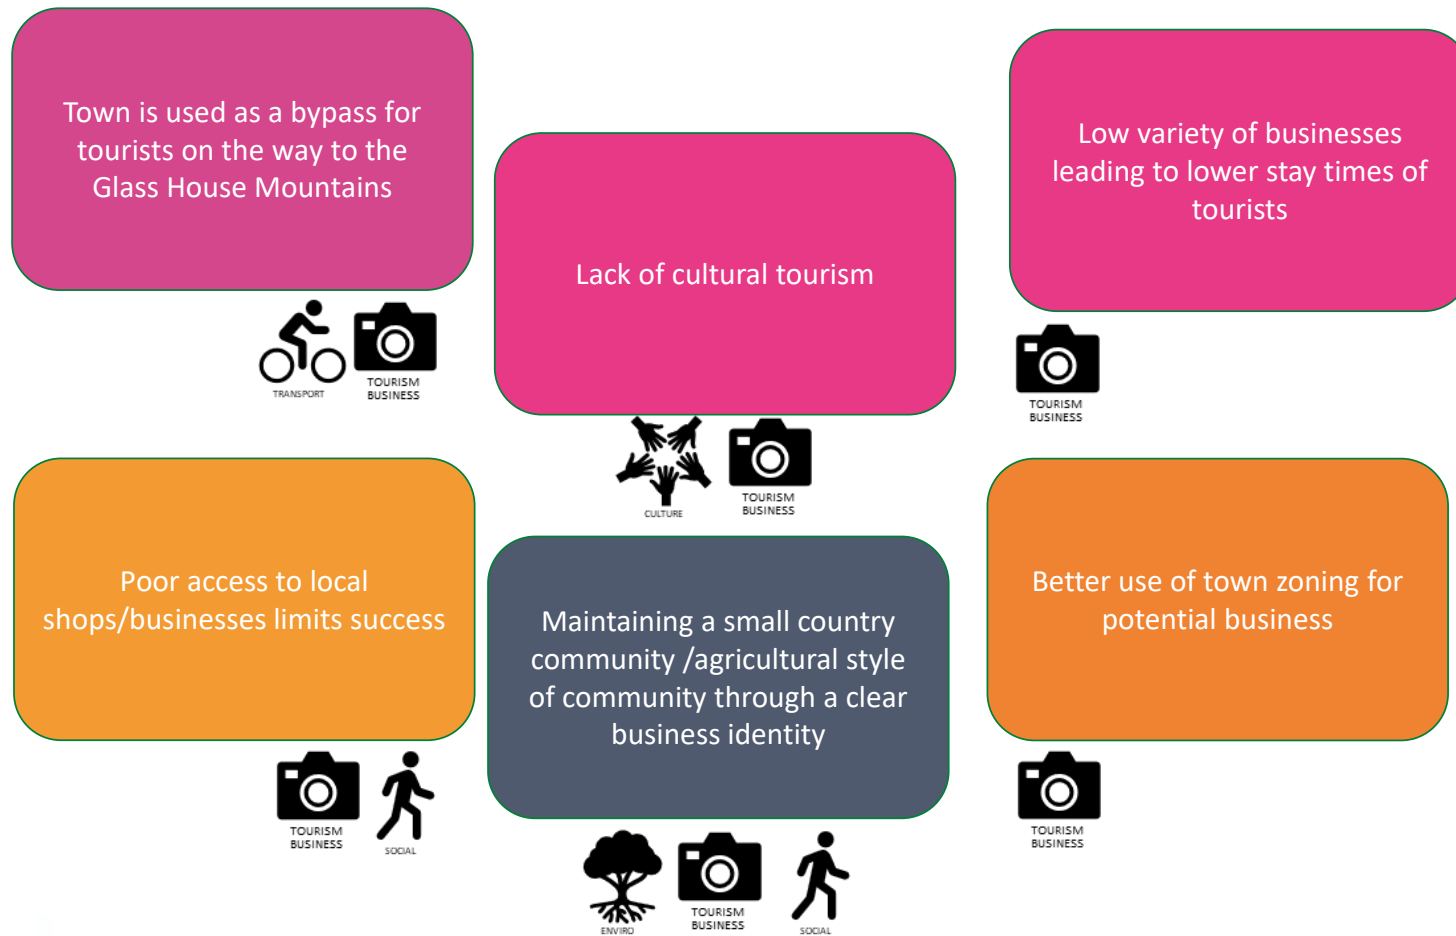 Town is used as a bypass for
tourists on the way to the
Glass House Mountains
TRANSPORT
TOURISM
BUSINESS
Lack of cultural tourism
CULTURE
TOURISM
BUSINESS
Low variety of businesses
leading to lower stay times of
tourists
TOURISM
BUSINESS
Poor access to local
shops/businesses limits success
TOURISM
BUSINESS
SOCIAL
Maintaining a small country
community /agricultural style
of community through a clear
business identity
ENVIRO
TOURISM
BUSINESS
SOCIAL
Better use of town zoning for
potential business
TOURISM
BUSINESS